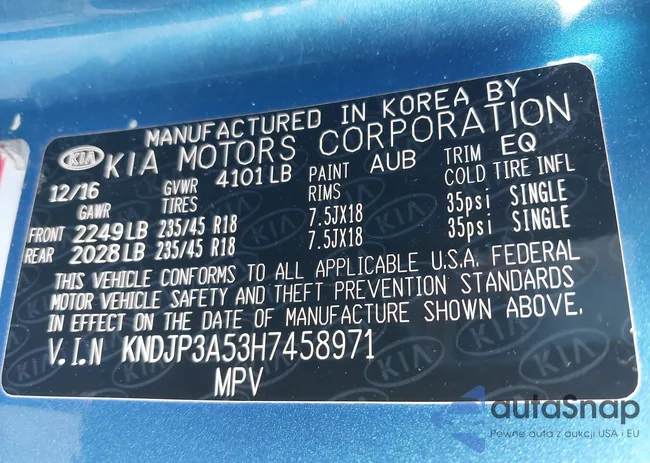 MANUFACTURED IN KOREA BY
KIA KIA MOTORS CORPORATION
12/16 GVWR 4101 LB PAINT AUB TRIM EQ
GAWR TIRES RIMS COLD TIRE INFL
FRONT 2249 LB 235/45 R18 7.5JX18 35psi SINGLE
REAR 2028 LB 235/45 R18 7.5JX18 35psi SINGLE
THIS VEHICLE CONFORMS TO ALL APPLICABLE U.S.A. FEDERAL
MOTOR VEHICLE SAFETY AND THEFT PREVENTION STANDARDS
IN EFFECT ON THE DATE OF MANUFACTURE SHOWN ABOVE.
V.I.N KNDJP3A53H7458971
MPV
autaSnap
Pewne auta z aukcji USA i EU